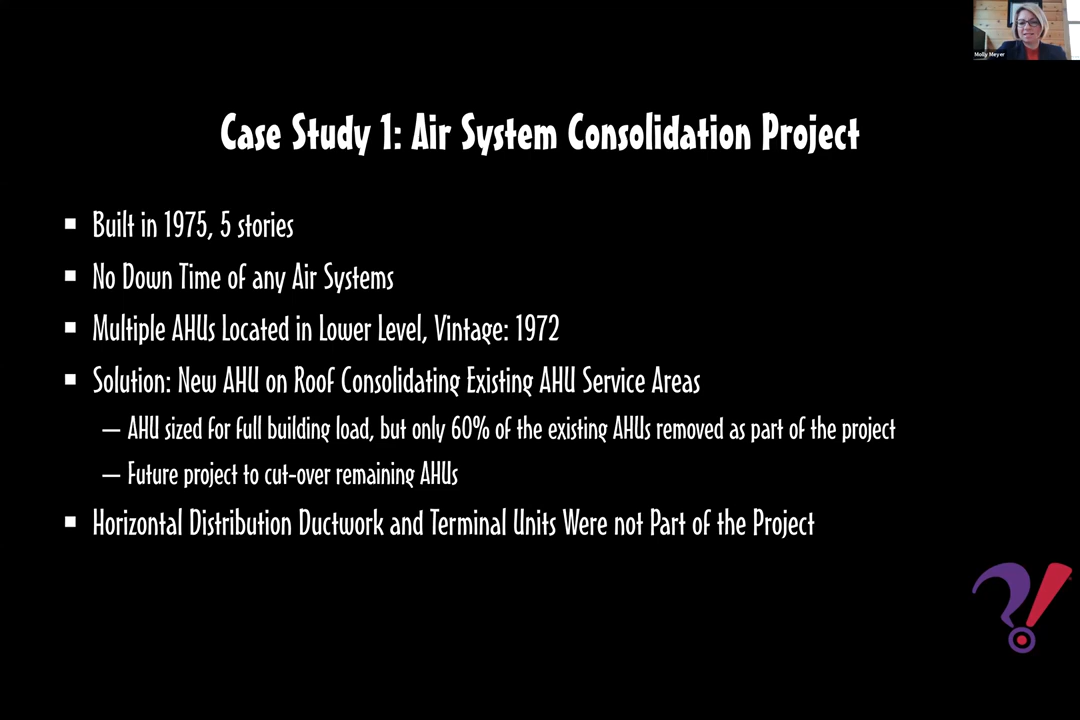 Molly Meyer
Case Study 1: Air System Consolidation Project
▪ Built in 1975, 5 stories
▪ No Down Time of any Air Systems
▪ Multiple AHUs Located in Lower Level, Vintage: 1972
▪ Solution: New AHU on Roof Consolidating Existing AHU Service Areas
– AHU sized for full building load, but only 60% of the existing AHUs removed as part of the project
– Future project to cut-over remaining AHUs
▪ Horizontal Distribution Ductwork and Terminal Units Were not Part of the Project
?!